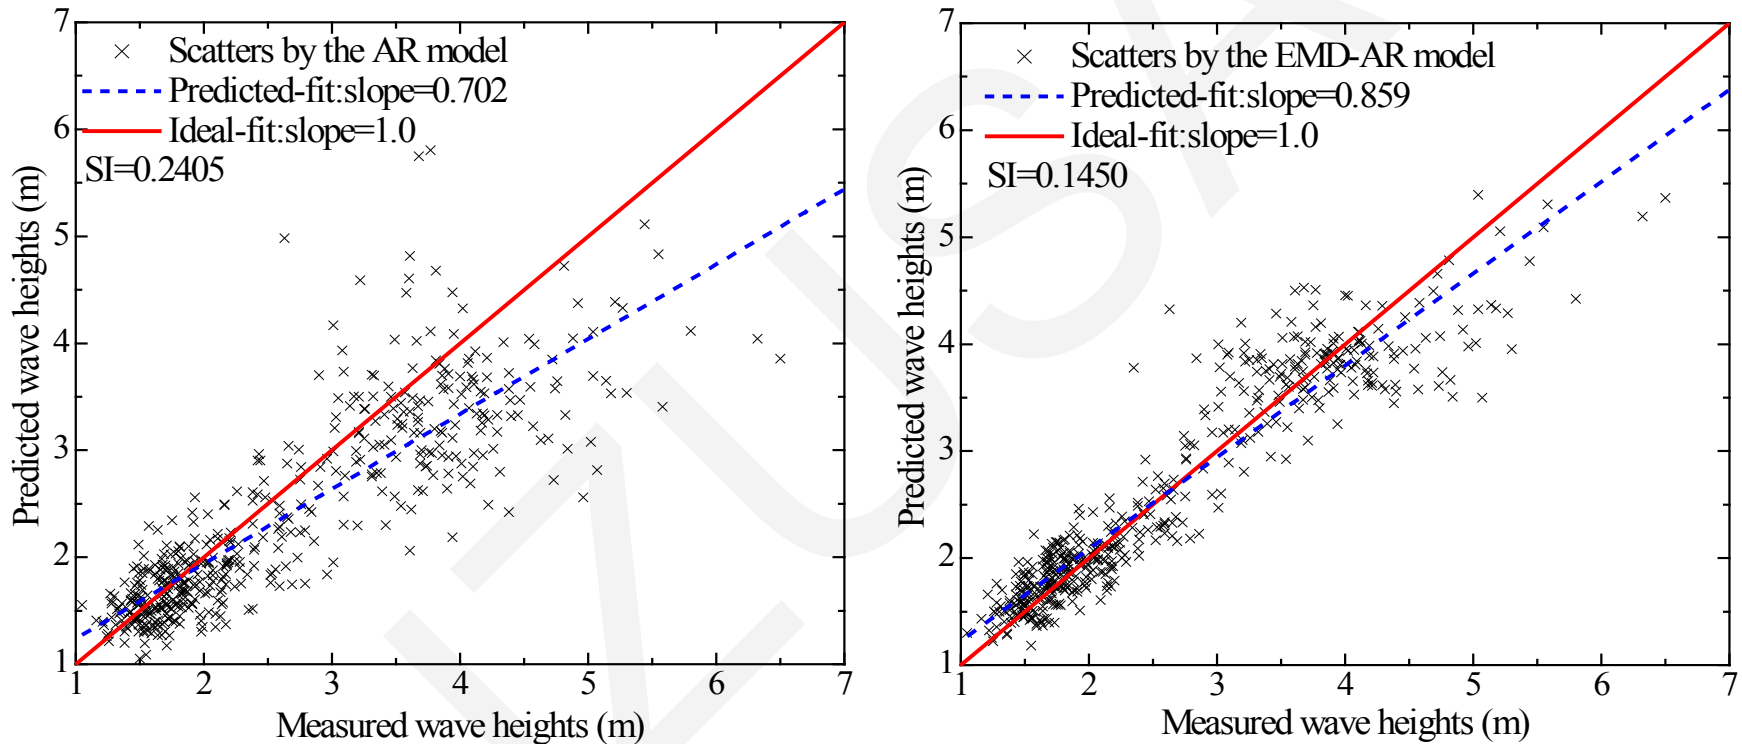 7
6
5
4
3
2
1
Predicted wave heights (m)
Scatters by the AR model
Predicted-fit:slope=0.702
Ideal-fit:slope=1.0
SI=0.2405
1 2 3 4 5 6 7
Measured wave heights (m)
7
6
5
4
3
2
1
Predicted wave heights (m)
Scatters by the EMD-AR model
Predicted-fit:slope=0.859
Ideal-fit:slope=1.0
SI=0.1450
1 2 3 4 5 6 7
Measured wave heights (m)
ZUSA